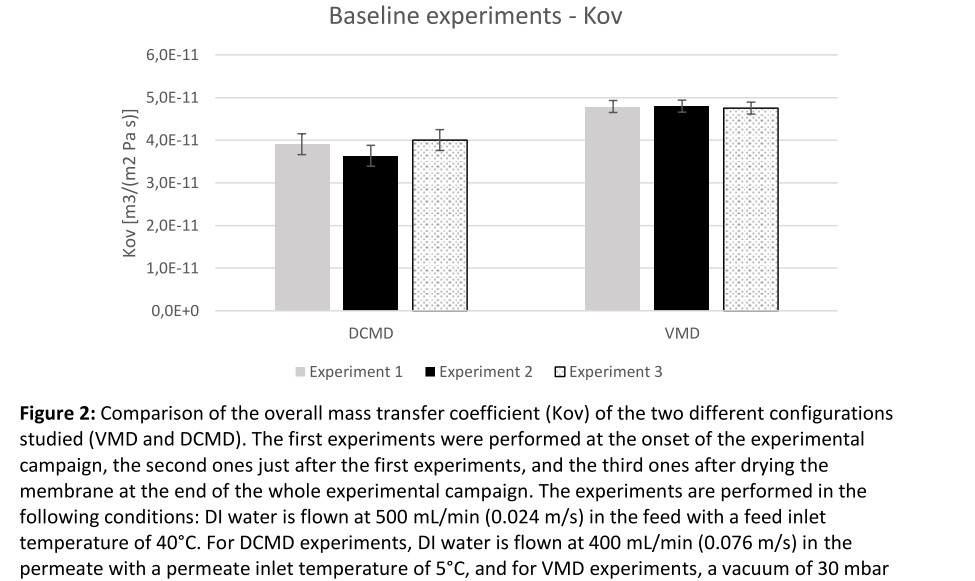 Baseline experiments - Kov
6,0E-11
5,0E-11
4,0E-11
3,0E-11
2,0E-11
1,0E-11
0,0E+0
Kov [m3/(m2 Pa s)]
DCMD VMD
Experiment 1 Experiment 2 Experiment 3
Figure 2: Comparison of the overall mass transfer coefficient (Kov) of the two different configurations
studied (VMD and DCMD). The first experiments were performed at the onset of the experimental
campaign, the second ones just after the first experiments, and the third ones after drying the
membrane at the end of the whole experimental campaign. The experiments are performed in the
following conditions: DI water is flown at 500 mL/min (0.024 m/s) in the feed with a feed inlet
temperature of 40°C. For DCMD experiments, DI water is flown at 400 mL/min (0.076 m/s) in the
permeate with a permeate inlet temperature of 5°C, and for VMD experiments, a vacuum of 30 mbar